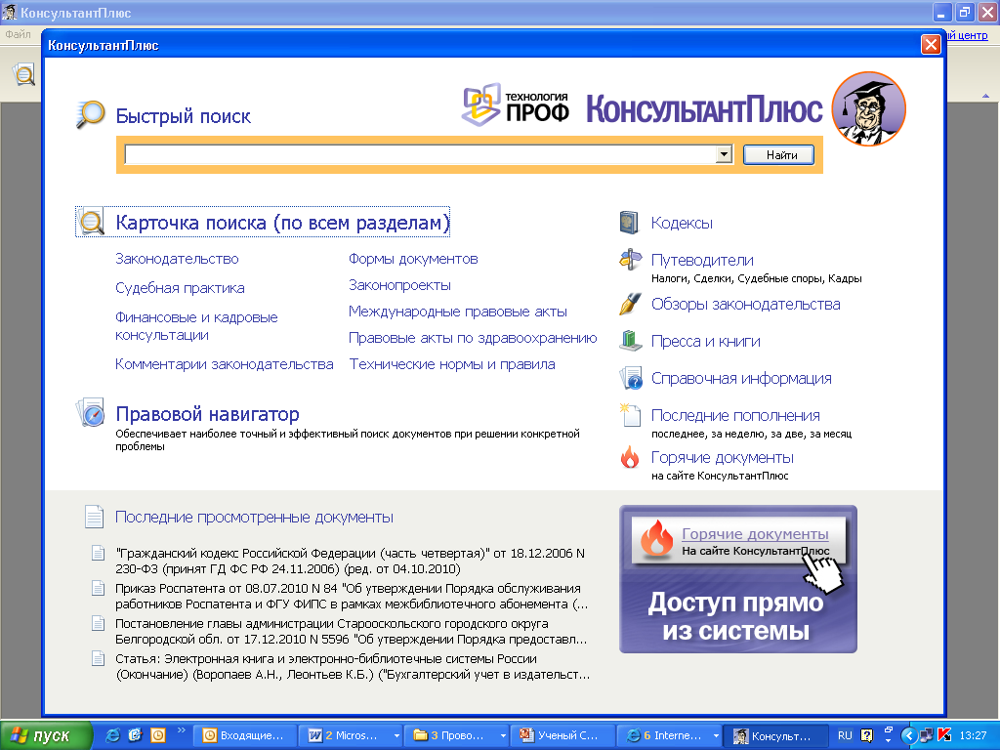 КонсультантПлюс
Файл
й центр
КонсультантПлюс
Быстрый поиск
технология
ПРОФ
КонсультантПлюс
Найти
Карточка поиска (по всем разделам)
Законодательство
Судебная практика
Финансовые и кадровые
консультации
Комментарии законодательства
Формы документов
Законопроекты
Международные правовые акты
Правовые акты по здравоохранению
Технические нормы и правила
Кодексы
Путеводители
Налоги, Сделки, Судебные споры, Кадры
Обзоры законодательства
Пресса и книги
Справочная информация
Последние пополнения
последнее, за неделю, за две, за месяц
Горячие документы
на сайте КонсультантПлюс
Правовой навигатор
Обеспечивает наиболее точный и эффективный поиск документов при решении конкретной
проблемы
Последние просмотренные документы
"Гражданский кодекс Российской Федерации (часть четвертая)" от 18.12.2006 N
230-ФЗ (принят ГД ФС РФ 24.11.2006) (ред. от 04.10.2010)
Приказ Роспатента от 08.07.2010 N 84 "Об утверждении Порядка обслуживания
работников Роспатента и ФГУ ФИПС в рамках межбиблиотечного абонемента (...
Постановление главы администрации Старооскольского городского округа
Белгородской обл. от 17.12.2010 N 5596 "Об утверждении Порядка предоставл...
Статья: Электронная книга и электронно-библиотечные системы России
(Окончание) (Воропаев А.Н., Леонтьев К.Б.) ("Бухгалтерский учет в издательст...
Горячие документы
На сайте КонсультантПлюс
Доступ прямо
из системы
пуск
Входящие...
2 Micros...
3 Прово...
Ученый С...
6 Interne...
Консульт...
RU
13:27